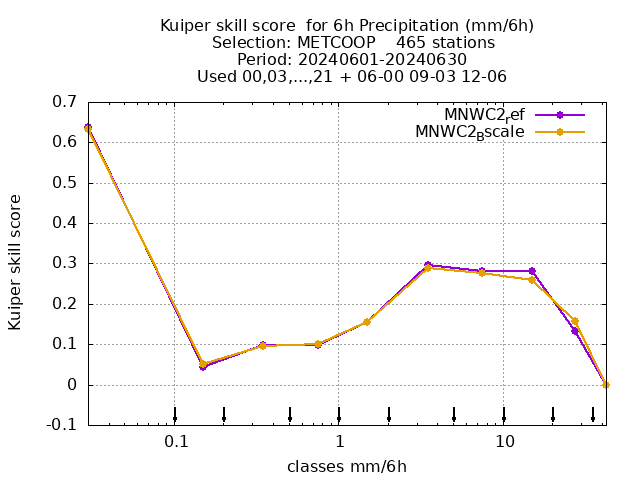 Kuiper skill score  for 6h Precipitation (mm/6h)
Selection: METCOOP    465 stations
Period: 20240601-20240630
Used 00,03,...,21 + 06-00 09-03 12-06
MNWC2ref
MNWC2Bscale
0.7
0.6
0.5
0.4
0.3
0.2
0.1
0
-0.1
Kuiper skill score
0.1 1 10
classes mm/6h